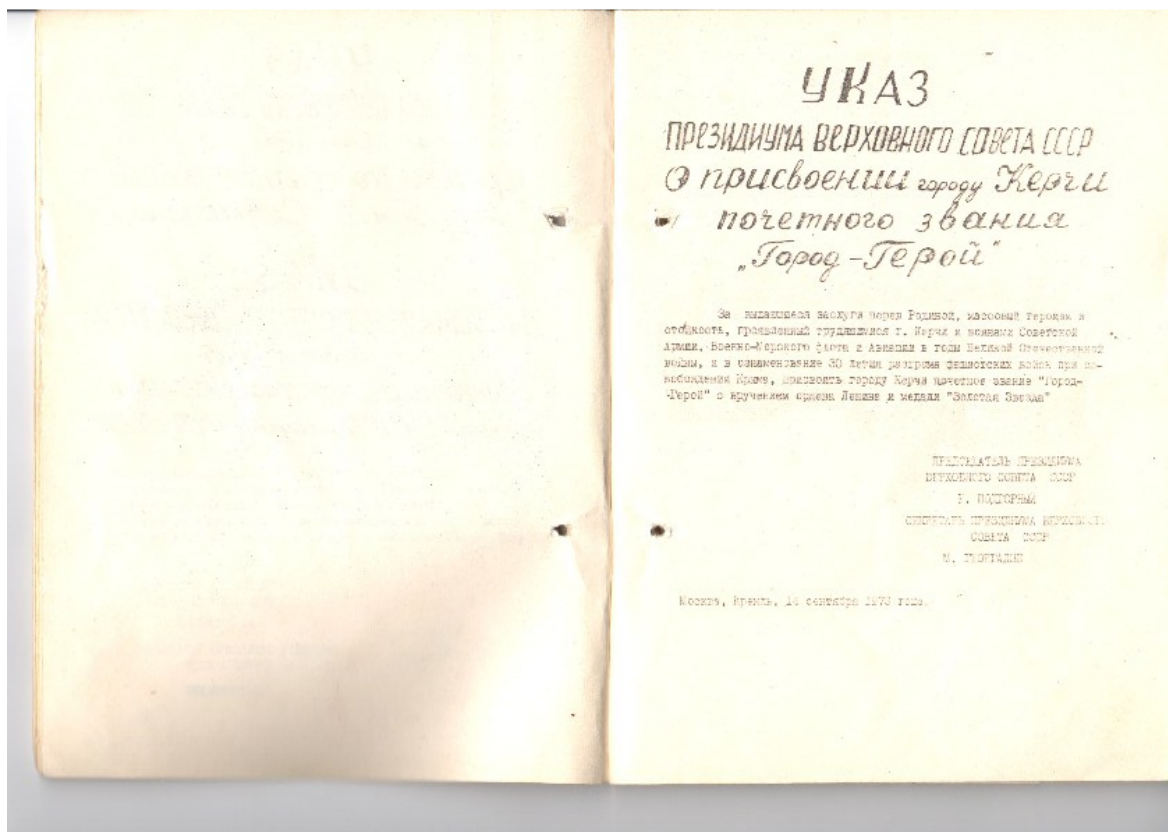 УКАЗ
ПРЕЗИДИУМА ВЕРХОВНОГО СОВЕТА СССР
О присвоении городу Керчи
почетного звания
„Город-Герой"
За выдающиеся заслуги перед Родиной, массовый героизм и
стойкость, проявленный трудящимися г. Керчи и воинами Советской
Армии, Военно-Морского флота и Авиации в годы Великой Отечественной
войны, и в ознаменование 30 летия разгрома фашистских войск при ос-
вобождении Крыма, присвоить городу Керчи почетное звание "Город-
-Герой" с вручением ордена Ленина и медали "Золотая Звезда"
ПРЕДСЕДАТЕЛЬ ПРЕЗИДИУМА
ВЕРХОВНОГО СОВЕТА СССР
Н. ПОДГОРНЫЙ
СЕКРЕТАРЬ ПРЕЗИДИУМА ВЕРХОВНОГО
СОВЕТА СССР
М. ГЕОРГАДЗЕ
Москва, Кремль, 14 сентября 1973 года.